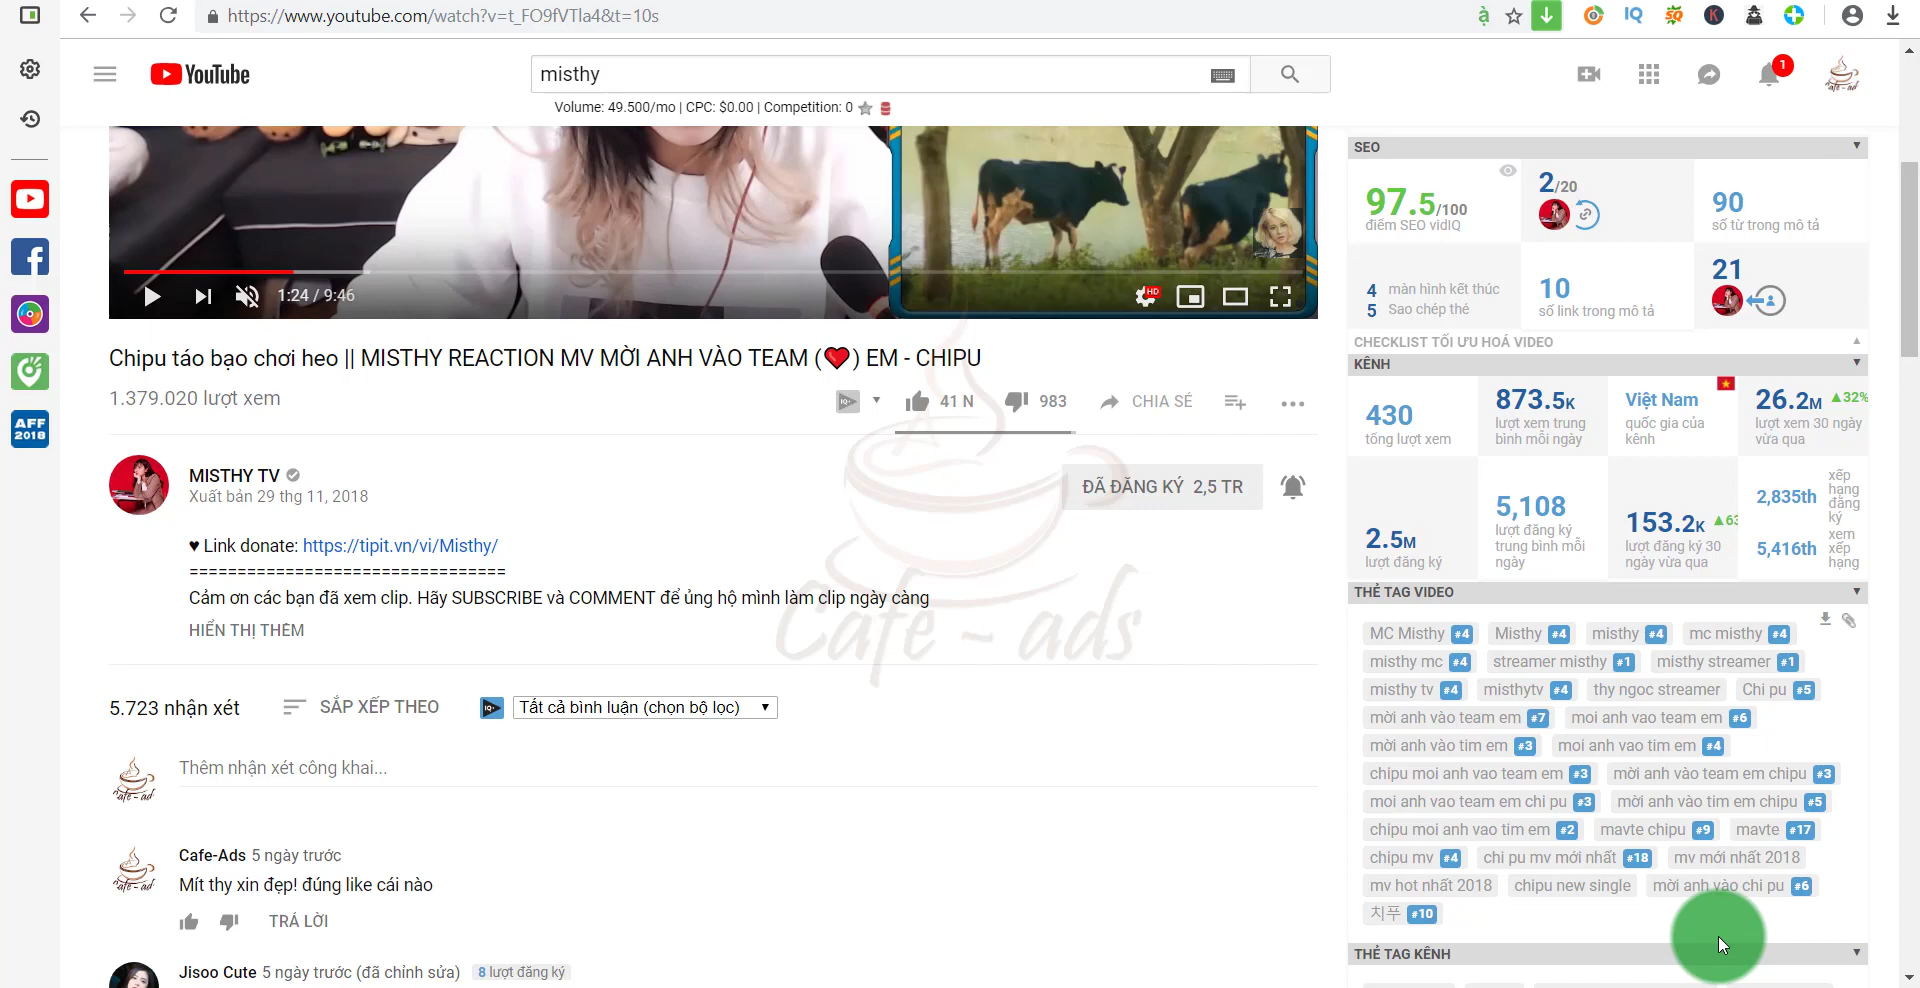 https://www.youtube.com/watch?v=t_FO9fVTla4&t=10s
YouTube
misthy
1
Volume: 49.500/mo | CPC: $0.00 | Competition: 0
AFF
2018
1:24 / 9:46
HD
Chipu táo bạo chơi heo || MISTHY REACTION MV MỜI ANH VÀO TEAM (❤️) EM - CHIPU
1.379.020 lượt xem
41 N
983
CHIA SẺ
MISTHY TV
Xuất bản 29 thg 11, 2018
ĐÃ ĐĂNG KÝ 2,5 TR
♥ Link donate: https://tipit.vn/vi/Misthy/
=================================
Cảm ơn các bạn đã xem clip. Hãy SUBSCRIBE và COMMENT để ủng hộ mình làm clip ngày càng
HIỂN THỊ THÊM
Cafe - ads
5.723 nhận xét
SẮP XẾP THEO
Tất cả bình luận (chọn bộ lọc)
Thêm nhận xét công khai...
Cafe-Ads 5 ngày trước
Mít thy xin đẹp! đúng like cái nào
TRẢ LỜI
Jisoo Cute 5 ngày trước (đã chỉnh sửa) 8 lượt đăng ký
SEO
97.5/100
điểm SEO vidIQ
2/20
90
số từ trong mô tả
4 màn hình kết thúc
5 Sao chép thẻ
10
số link trong mô tả
21
CHECKLIST TỐI ƯU HOÁ VIDEO
KÊNH
430
tổng lượt xem
873.5K
lượt xem trung
bình mỗi ngày
Việt Nam
quốc gia của
kênh
26.2M ▲32%
lượt xem 30 ngày
vừa qua
2.5M
lượt đăng ký
5,108
lượt đăng ký
trung bình mỗi
ngày
153.2K ▲63
lượt đăng ký 30
ngày vừa qua
2,835th
xếp
hạng
đăng
ký
5,416th
xem
xếp
hạng
THẺ TAG VIDEO
MC Misthy #4 Misthy #4 misthy #4 mc misthy #4
misthy mc #4 streamer misthy #1 misthy streamer #1
misthy tv #4 misthytv #4 thy ngoc streamer Chi pu #5
mời anh vào team em #7 moi anh vao team em #6
mời anh vào tim em #3 moi anh vao tim em #4
chipu moi anh vao team em #3 mời anh vào team em chipu #3
moi anh vao team em chi pu #3 mời anh vào tim em chipu #5
chipu moi anh vao tim em #2 mavte chipu #9 mavte #17
chipu mv #4 chi pu mv mới nhất #18 mv mới nhất 2018
mv hot nhất 2018 chipu new single mời anh vào chi pu #6
치푸 #10
THẺ TAG KÊNH